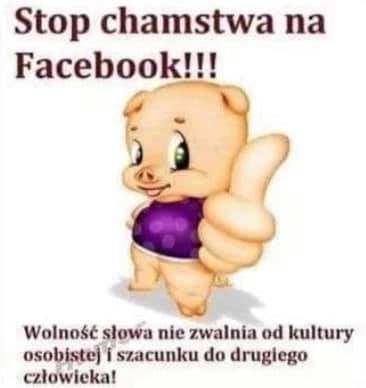 Stop chamstwa na
Facebook!!!
Wolność słowa nie zwalnia od kultury
osobistej i szacunku do drugiego
człowieka!